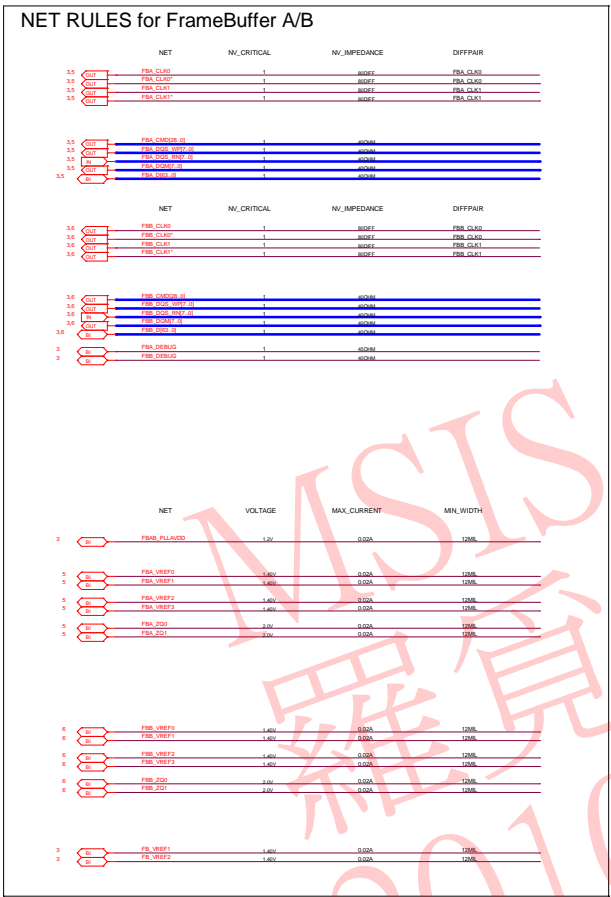 NET RULES for FrameBuffer A/B
NET NV_CRITICAL NV_IMPEDANCE DIFFPAIR
3,5 OUT FBA_CLK0 1 80DIFF FBA_CLK0
3,5 OUT FBA_CLK0* 1 80DIFF FBA_CLK0
3,5 OUT FBA_CLK1 1 80DIFF FBA_CLK1
3,5 OUT FBA_CLK1* 1 80DIFF FBA_CLK1
3,5 OUT FBA_CMD[28..0] 1 40OHM
3,5 OUT FBA_DQS_WP[7..0] 1 40OHM
3,5 IN FBA_DQS_RN[7..0] 1 40OHM
3,5 OUT FBA_DQM[7..0] 1 40OHM
3,5 BI FBA_D[63..0] 1 40OHM
NET NV_CRITICAL NV_IMPEDANCE DIFFPAIR
3,6 OUT FBB_CLK0 1 80DIFF FBB_CLK0
3,6 OUT FBB_CLK0* 1 80DIFF FBB_CLK0
3,6 OUT FBB_CLK1 1 80DIFF FBB_CLK1
3,6 OUT FBB_CLK1* 1 80DIFF FBB_CLK1
3,6 OUT FBB_CMD[28..0] 1 40OHM
3,6 OUT FBB_DQS_WP[7..0] 1 40OHM
3,6 IN FBB_DQS_RN[7..0] 1 40OHM
3,6 OUT FBB_DQM[7..0] 1 40OHM
3,6 BI FBB_D[63..0] 1 40OHM
3 BI FBA_DEBUG 1 45OHM
3 BI FBB_DEBUG 1 40OHM
NET VOLTAGE MAX_CURRENT MIN_WIDTH
3 BI FBAB_PLLAVDD 1.2V 0.02A 12MIL
5 BI FBA_VREF0 1.40V 0.02A 12MIL
5 BI FBA_VREF1 1.40V 0.02A 12MIL
5 BI FBA_VREF2 1.40V 0.02A 12MIL
5 BI FBA_VREF3 1.40V 0.02A 12MIL
5 BI FBA_ZQ0 2.0V 0.02A 12MIL
5 BI FBA_ZQ1 2.0V 0.02A 12MIL
6 BI FBB_VREF0 1.40V 0.02A 12MIL
6 BI FBB_VREF1 1.40V 0.02A 12MIL
6 BI FBB_VREF2 1.40V 0.02A 12MIL
6 BI FBB_VREF3 1.40V 0.02A 12MIL
6 BI FBB_ZQ0 2.0V 0.02A 12MIL
6 BI FBB_ZQ1 2.0V 0.02A 12MIL
3 BI FB_VREF1 1.40V 0.02A 12MIL
3 BI FB_VREF2 1.40V 0.02A 12MIL
MSIS
羅覓